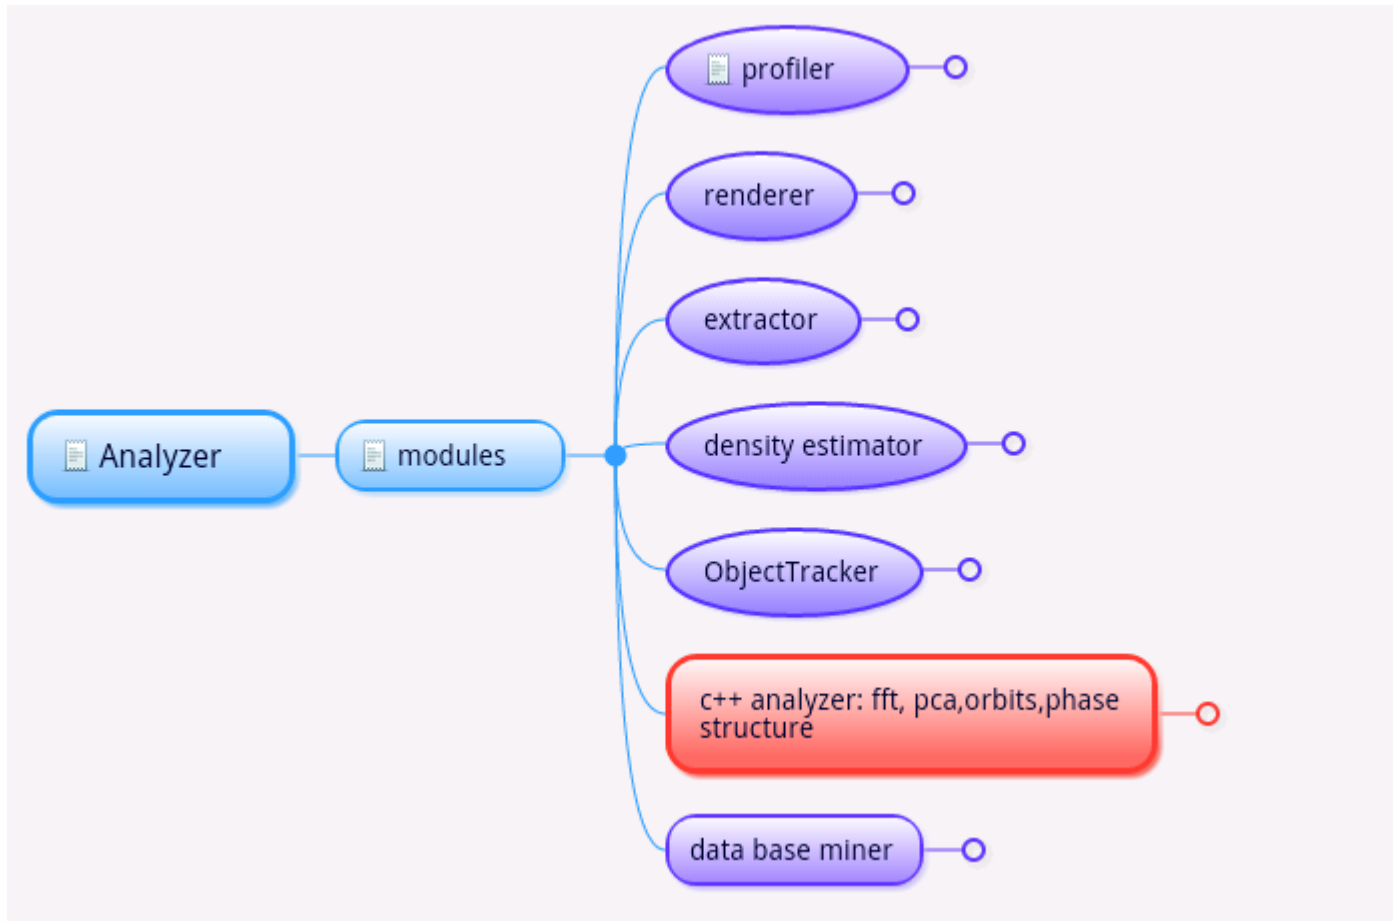 profiler
renderer
extractor
density estimator
Analyzer
modules
ObjectTracker
c++ analyzer: fft, pca,orbits,phase
structure
data base miner